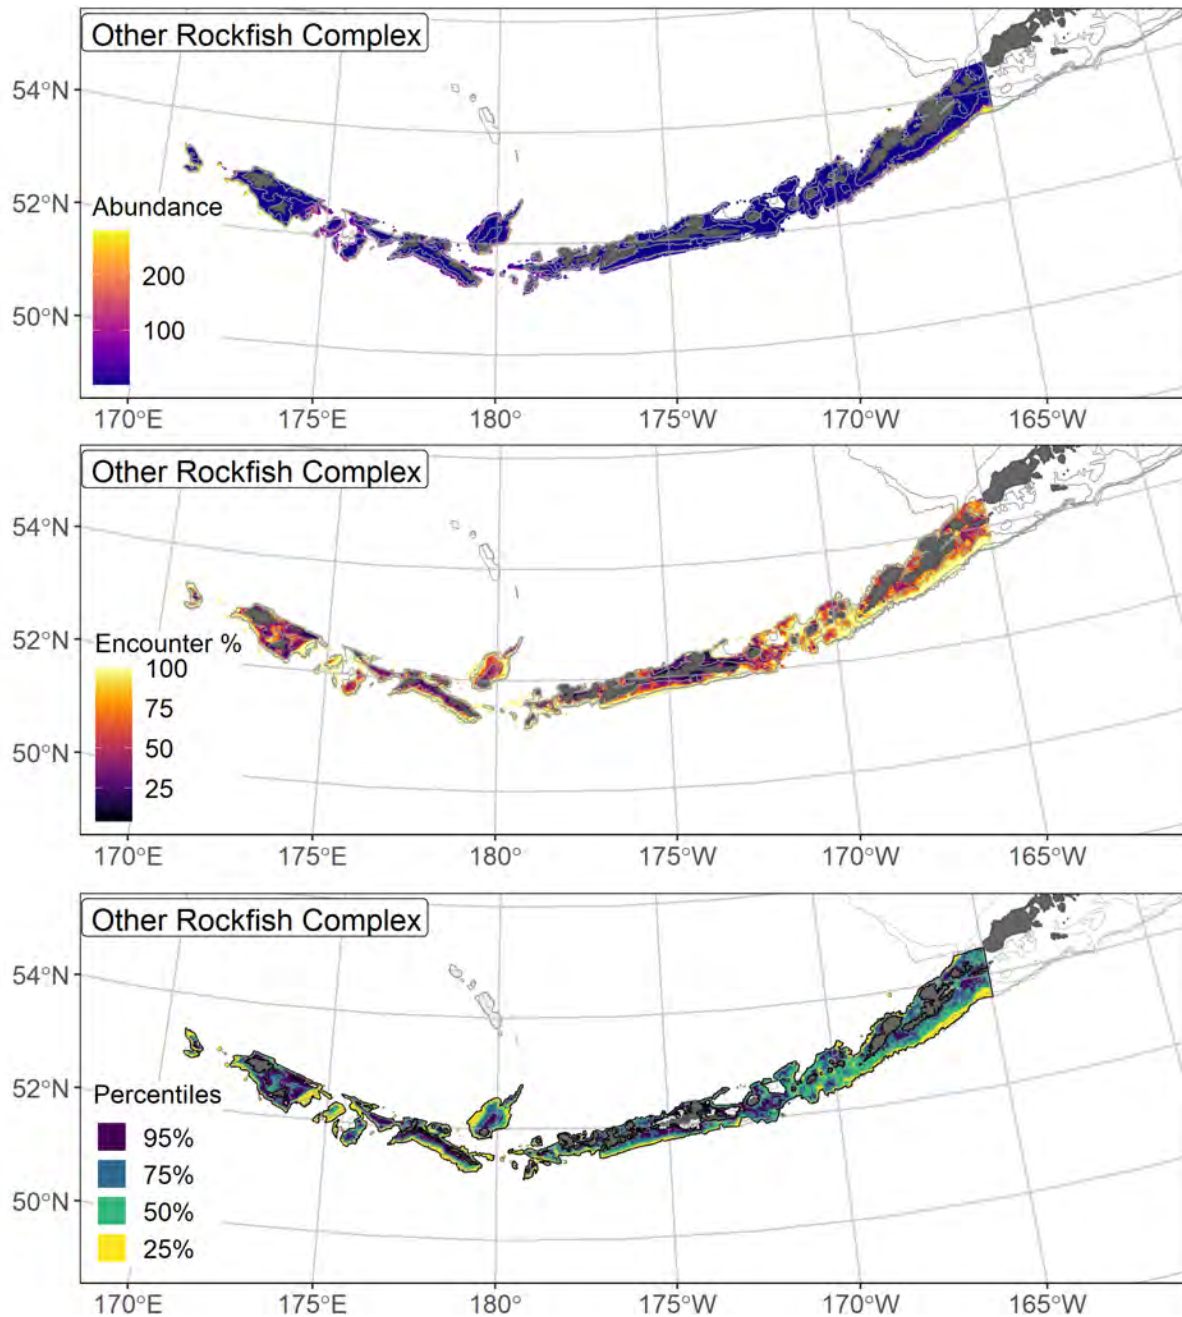 Other Rockfish Complex
54°N
52°N
50°N
Abundance
200
100
170°E 175°E 180° 175°W 170°W 165°W
Other Rockfish Complex
54°N
52°N
50°N
Encounter %
100
75
50
25
170°E 175°E 180° 175°W 170°W 165°W
Other Rockfish Complex
54°N
52°N
50°N
Percentiles
95%
75%
50%
25%
170°E 175°E 180° 175°W 170°W 165°W